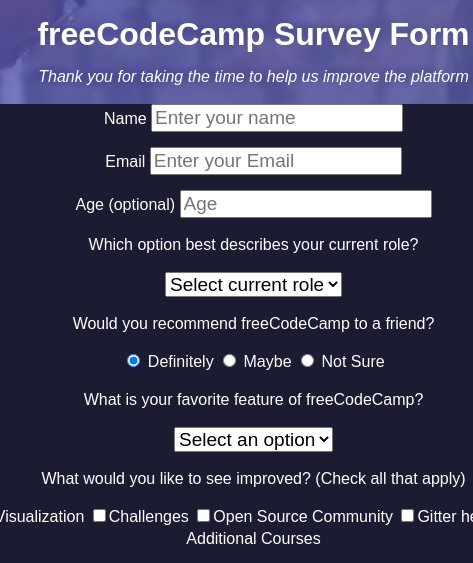 freeCodeCamp Survey Form
Thank you for taking the time to help us improve the platform
Name Enter your name
Email Enter your Email
Age (optional) Age
Which option best describes your current role?
Select current role
Would you recommend freeCodeCamp to a friend?
Definitely Maybe Not Sure
What is your favorite feature of freeCodeCamp?
Select an option
What would you like to see improved? (Check all that apply)
Visualization Challenges Open Source Community Gitter he
Additional Courses